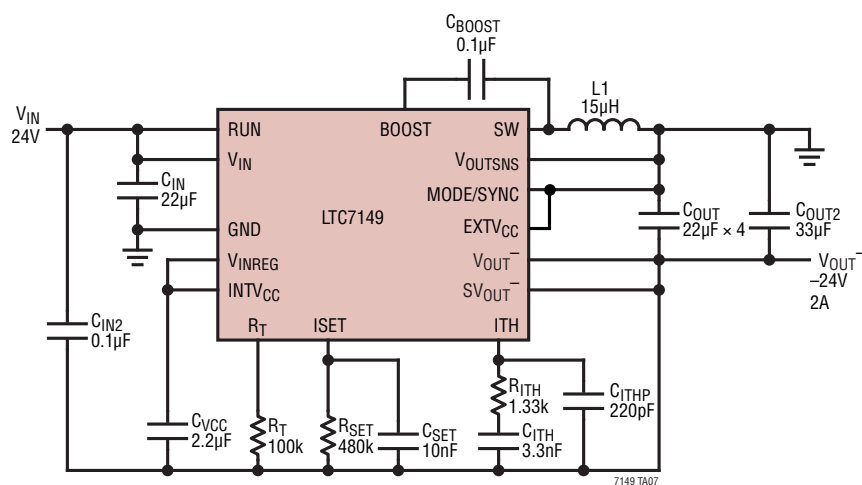 CBOOST
0.1µF
L1
15µH
VIN
24V
RUN
BOOST
SW
VIN
VOUTSNS
CIN
22µF
MODE/SYNC
LTC7149
COUT
22µF × 4
COUT2
33µF
GND
EXTVCC
VINREG
VOUT–
VOUT–
–24V
2A
INTVCC
SVOUT–
CIN2
0.1µF
RT
ISET
ITH
RITH
1.33k
CITHP
220pF
CVCC
2.2µF
RT
100k
RSET
480k
CSET
10nF
CITH
3.3nF
7149 TA07